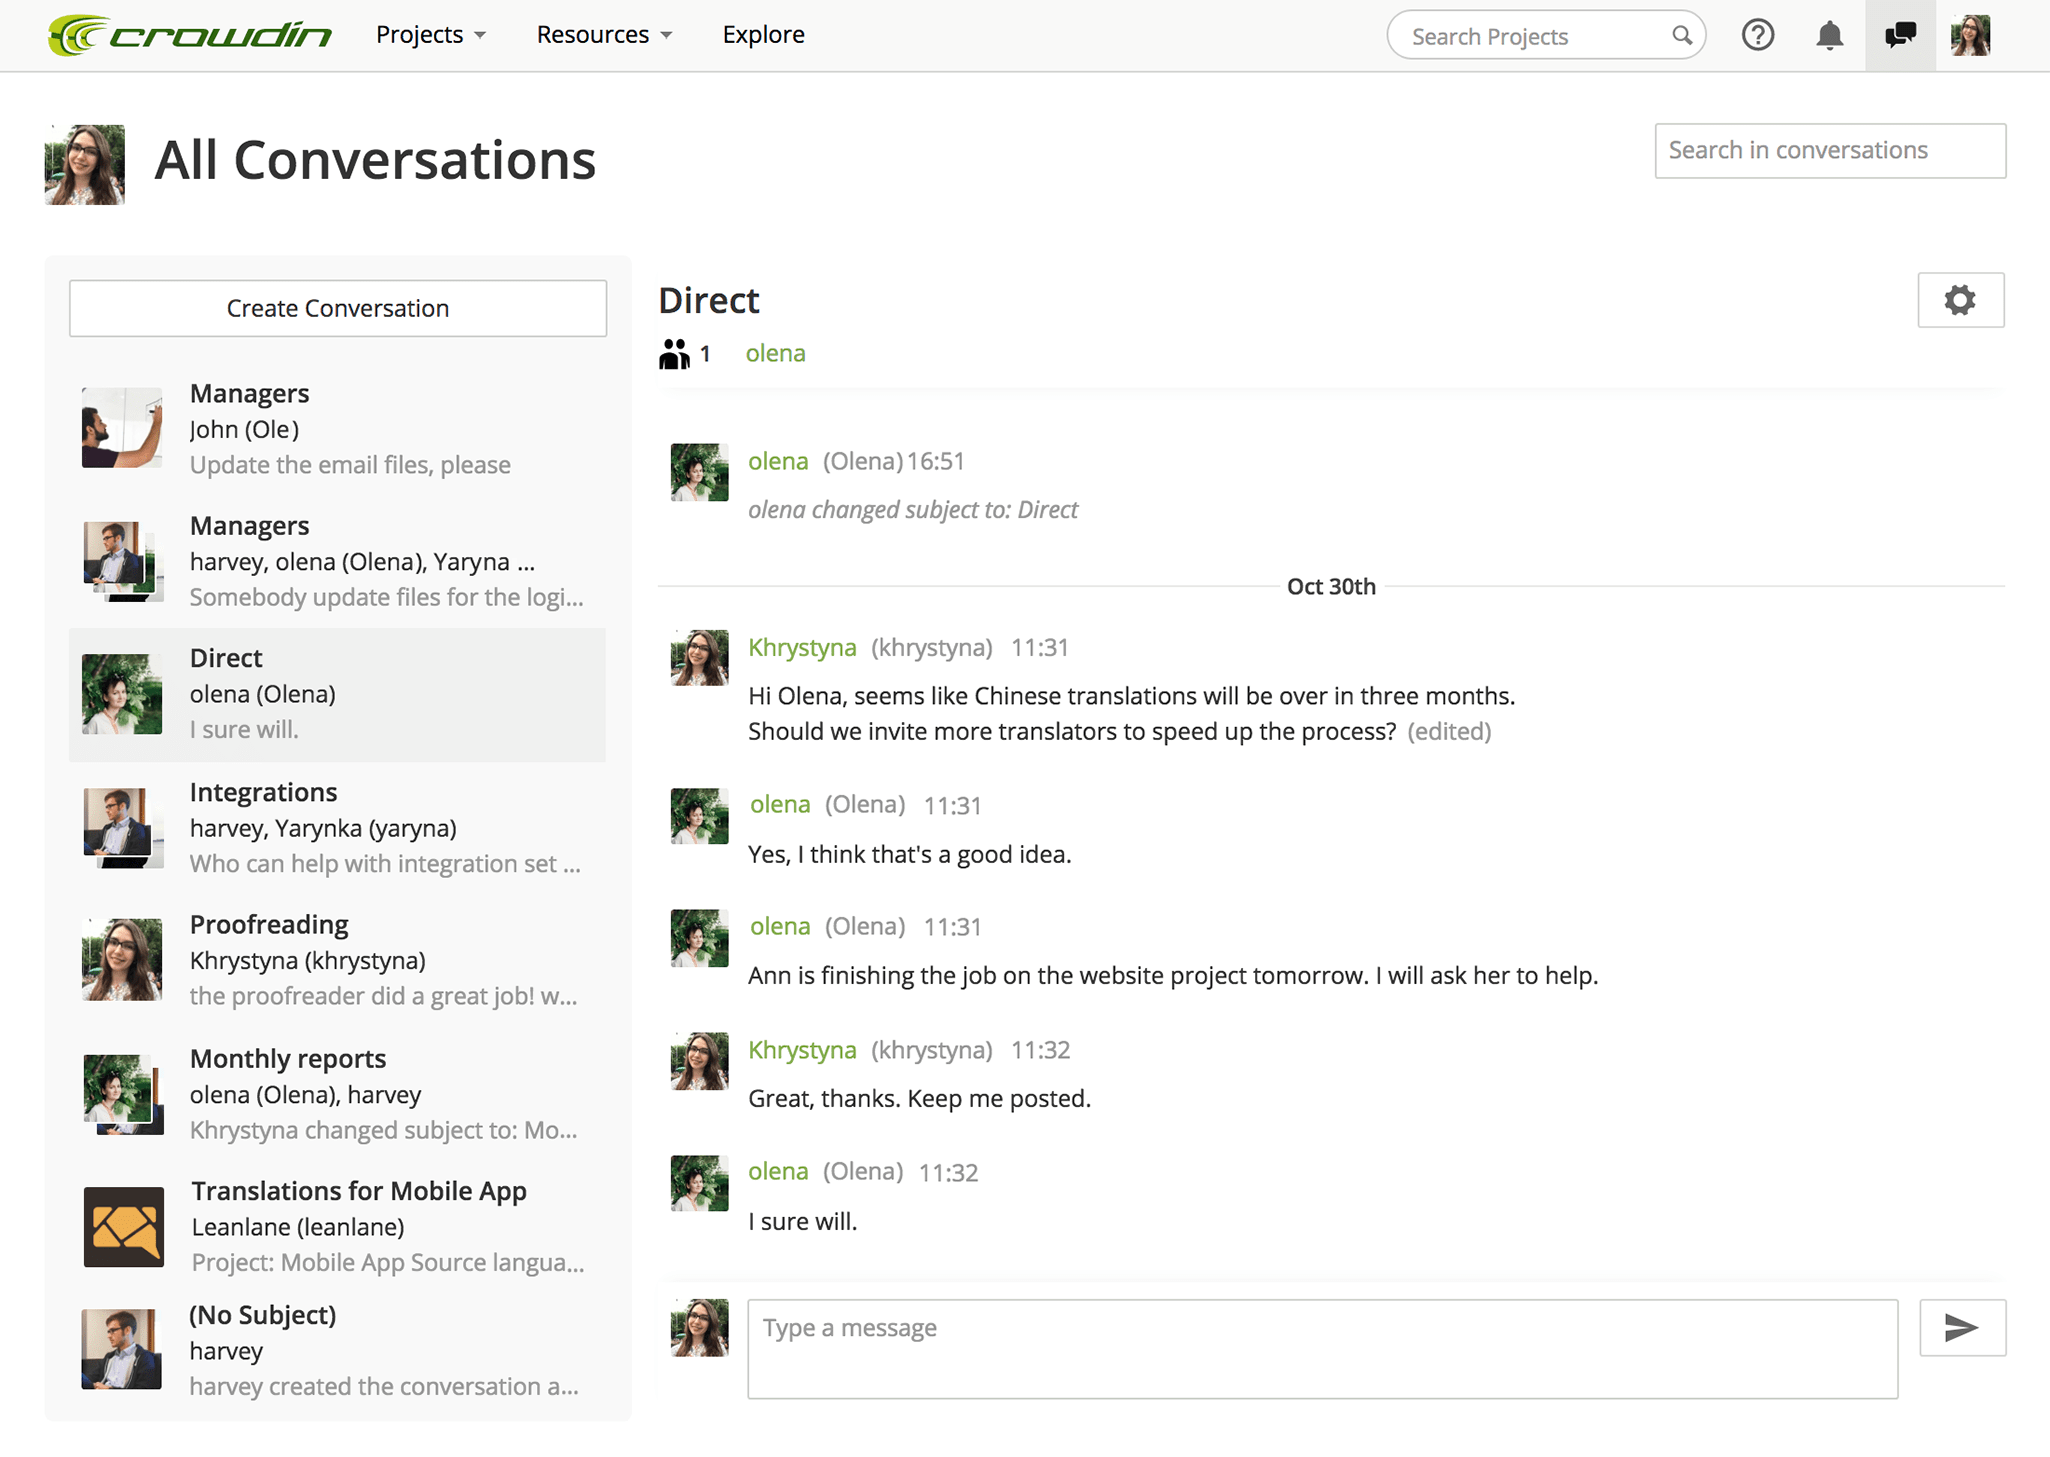 crowdin
Projects
Resources
Explore
Search Projects
All Conversations
Search in conversations
Create Conversation
Managers
John (Ole)
Update the email files, please
Managers
harvey, olena (Olena), Yaryna ...
Somebody update files for the logi...
Direct
olena (Olena)
I sure will.
Integrations
harvey, Yarynka (yaryna)
Who can help with integration set ...
Proofreading
Khrystyna (khrystyna)
the proofreader did a great job! w...
Monthly reports
olena (Olena), harvey
Khrystyna changed subject to: Mo...
Translations for Mobile App
Leanlane (leanlane)
Project: Mobile App Source langua...
(No Subject)
harvey
harvey created the conversation a...
Direct
1 olena
olena (Olena) 16:51
olena changed subject to: Direct
Oct 30th
Khrystyna (khrystyna) 11:31
Hi Olena, seems like Chinese translations will be over in three months.
Should we invite more translators to speed up the process? (edited)
olena (Olena) 11:31
Yes, I think that's a good idea.
olena (Olena) 11:31
Ann is finishing the job on the website project tomorrow. I will ask her to help.
Khrystyna (khrystyna) 11:32
Great, thanks. Keep me posted.
olena (Olena) 11:32
I sure will.
Type a message